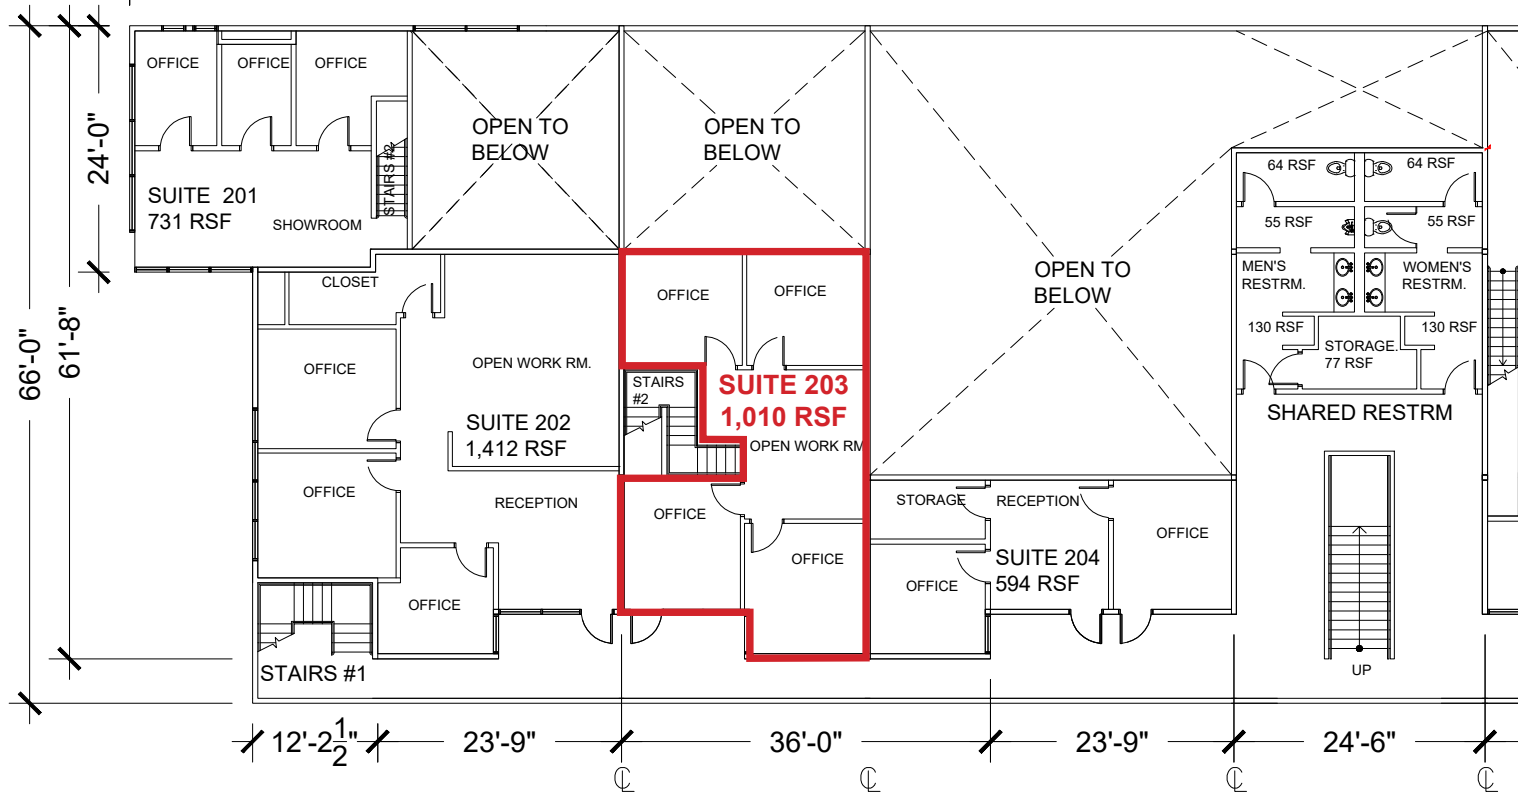 OFFICE
OFFICE
OFFICE
OPEN TO
BELOW
OPEN TO
BELOW
STAIRS #2
SUITE 201
731 RSF
SHOWROOM
64 RSF
64 RSF
55 RSF
55 RSF
MEN'S
RESTRM.
WOMEN'S
RESTRM.
130 RSF
130 RSF
STORAGE.
77 RSF
SHARED RESTRM
OPEN TO
BELOW
CLOSET
OFFICE
OPEN WORK RM.
SUITE 202
1,412 RSF
OFFICE
RECEPTION
OFFICE
STAIRS #1
OFFICE
OFFICE
STAIRS
#2
SUITE 203
1,010 RSF
OPEN WORK RM
OFFICE
OFFICE
STORAGE
RECEPTION
OFFICE
SUITE 204
594 RSF
OFFICE
UP
66'-0"
61'-8"
24'-0"
12'-2 1/2"
23'-9"
36'-0"
23'-9"
24'-6"
℄
℄
℄
℄